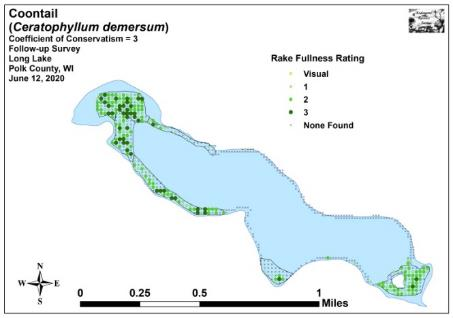 Coontail
(Ceratophyllum demersum)
Coefficient of Conservatism = 3
Follow-up Survey
Long Lake
Polk County, WI
June 12, 2020
Rake Fullness Rating
Visual
1
2
3
None Found
N
W E
S
0 0.25 0.5 1
Miles